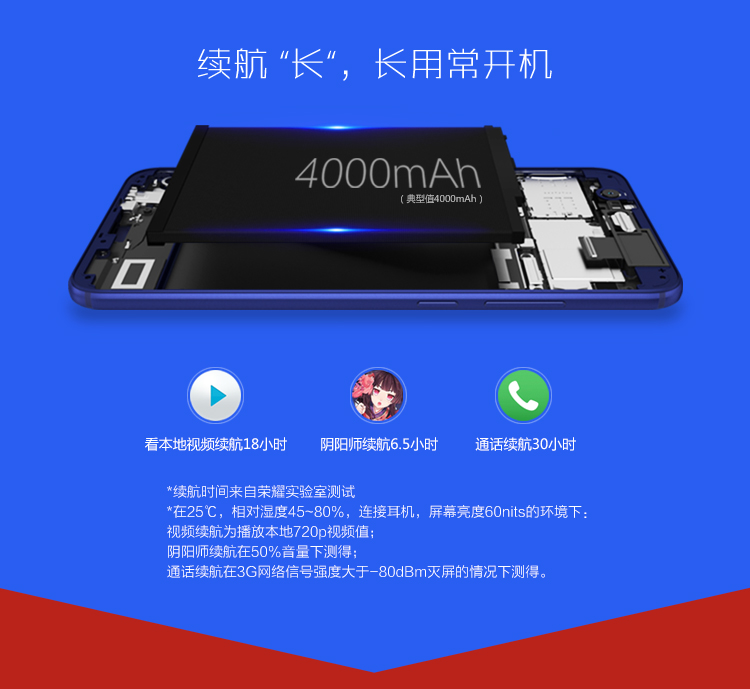 续航 “长“，长用常开机
4000mAh
（典型值4000mAh）
看本地视频续航18小时
阴阳师续航6.5小时
通话续航30小时
*续航时间来自荣耀实验室测试
*在25℃，相对湿度45~80%，连接耳机，屏幕亮度60nits的环境下：
视频续航为播放本地720p视频值；
阴阳师续航在50%音量下测得；
通话续航在3G网络信号强度大于-80dBm灭屏的情况下测得。